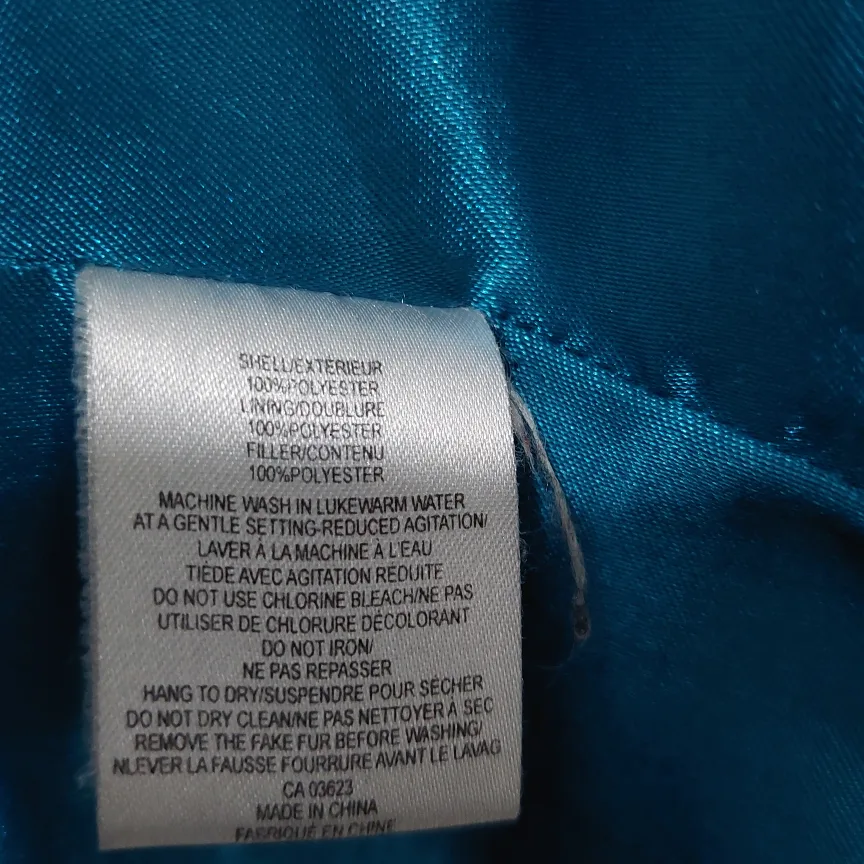 SHELL/EXTERIEUR
100%POLYESTER
LINING/DOUBLURE
100%POLYESTER
FILLER/CONTENU
100%POLYESTER
MACHINE WASH IN LUKEWARM WATER
AT A GENTLE SETTING-REDUCED AGITATION/
LAVER À LA MACHINE À L'EAU
TIÈDE AVEC AGITATION REDUITE
DO NOT USE CHLORINE BLEACH/NE PAS
UTILISER DE CHLORURE DÉCOLORANT
DO NOT IRON/
NE PAS REPASSER
HANG TO DRY/SUSPENDRE POUR SÉCHER
DO NOT DRY CLEAN/NE PAS NETTOYER À SEC
REMOVE THE FAKE FUR BEFORE WASHING/
NLEVER LA FAUSSE FOURRURE AVANT LE LAVAG
CA 03623
MADE IN CHINA
FABRIQUÉ EN CHINE